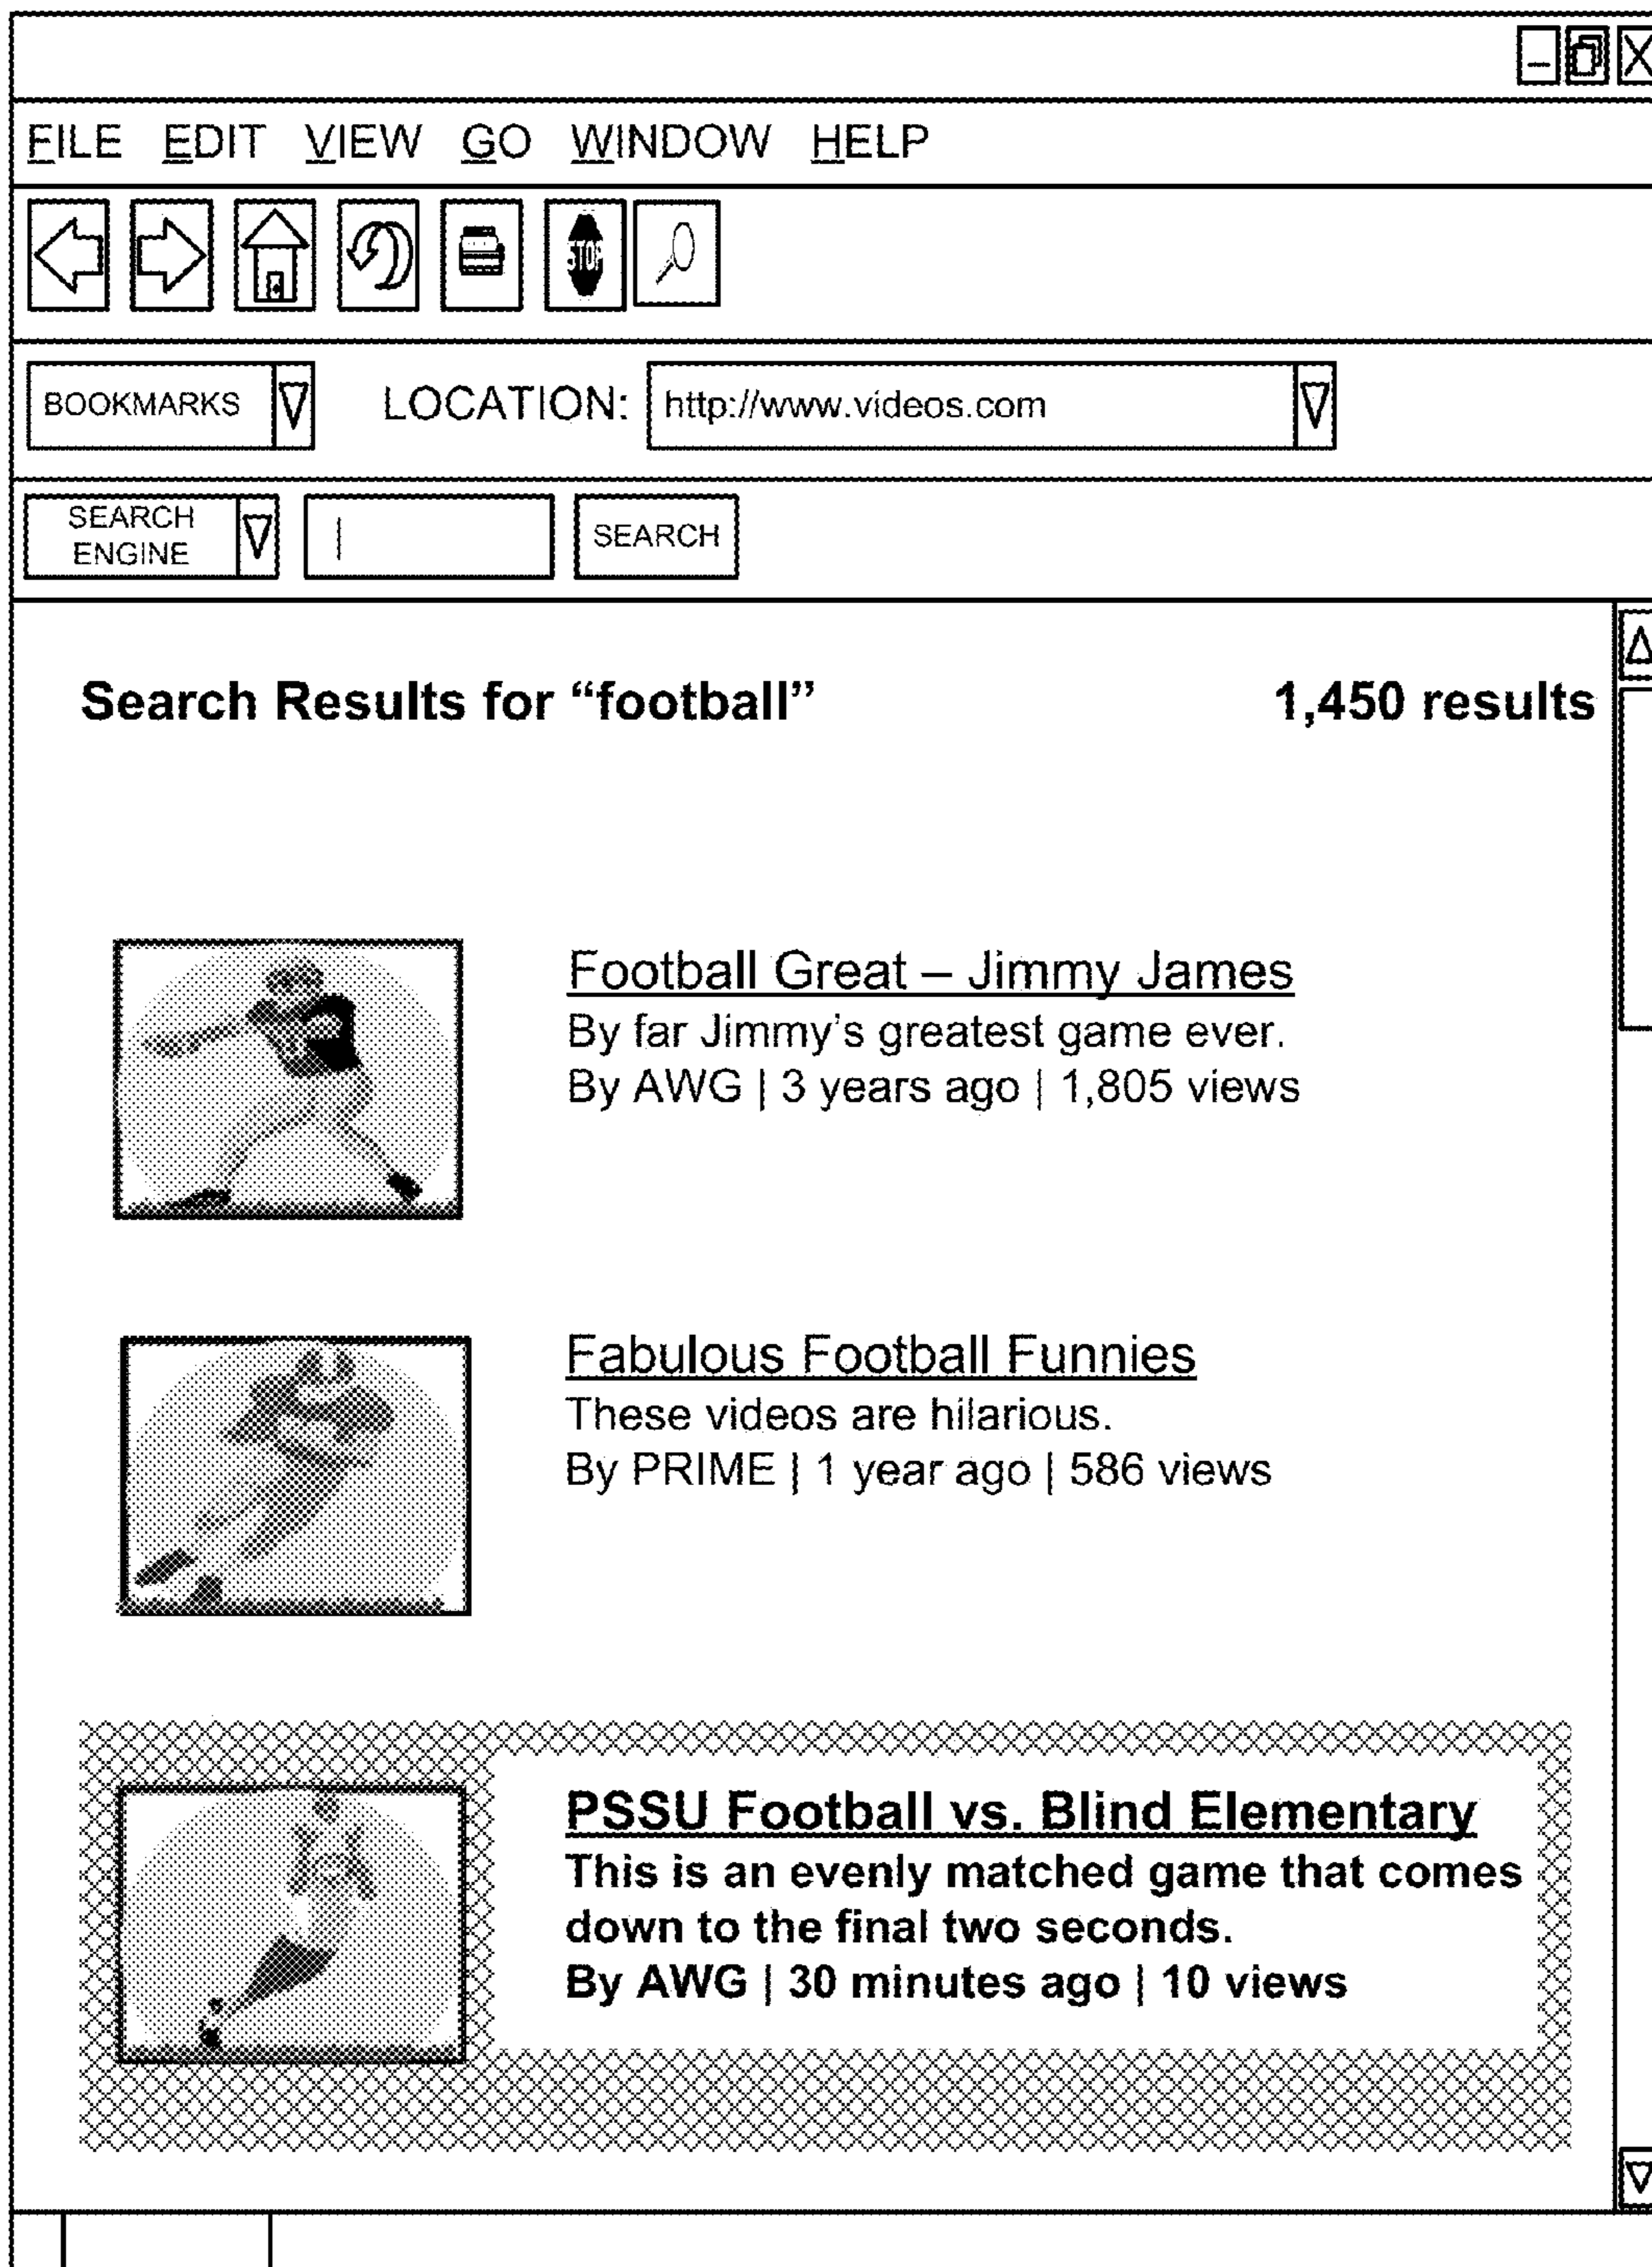 FILE EDIT VIEW GO WINDOW HELP
STOP
BOOKMARKS LOCATION: http://www.videos.com
SEARCH
ENGINE
SEARCH
Search Results for “football” 1,450 results
Football Great – Jimmy James
By far Jimmy's greatest game ever.
By AWG | 3 years ago | 1,805 views
Fabulous Football Funnies
These videos are hilarious.
By PRIME | 1 year ago | 586 views
PSSU Football vs. Blind Elementary
This is an evenly matched game that comes
down to the final two seconds.
By AWG | 30 minutes ago | 10 views